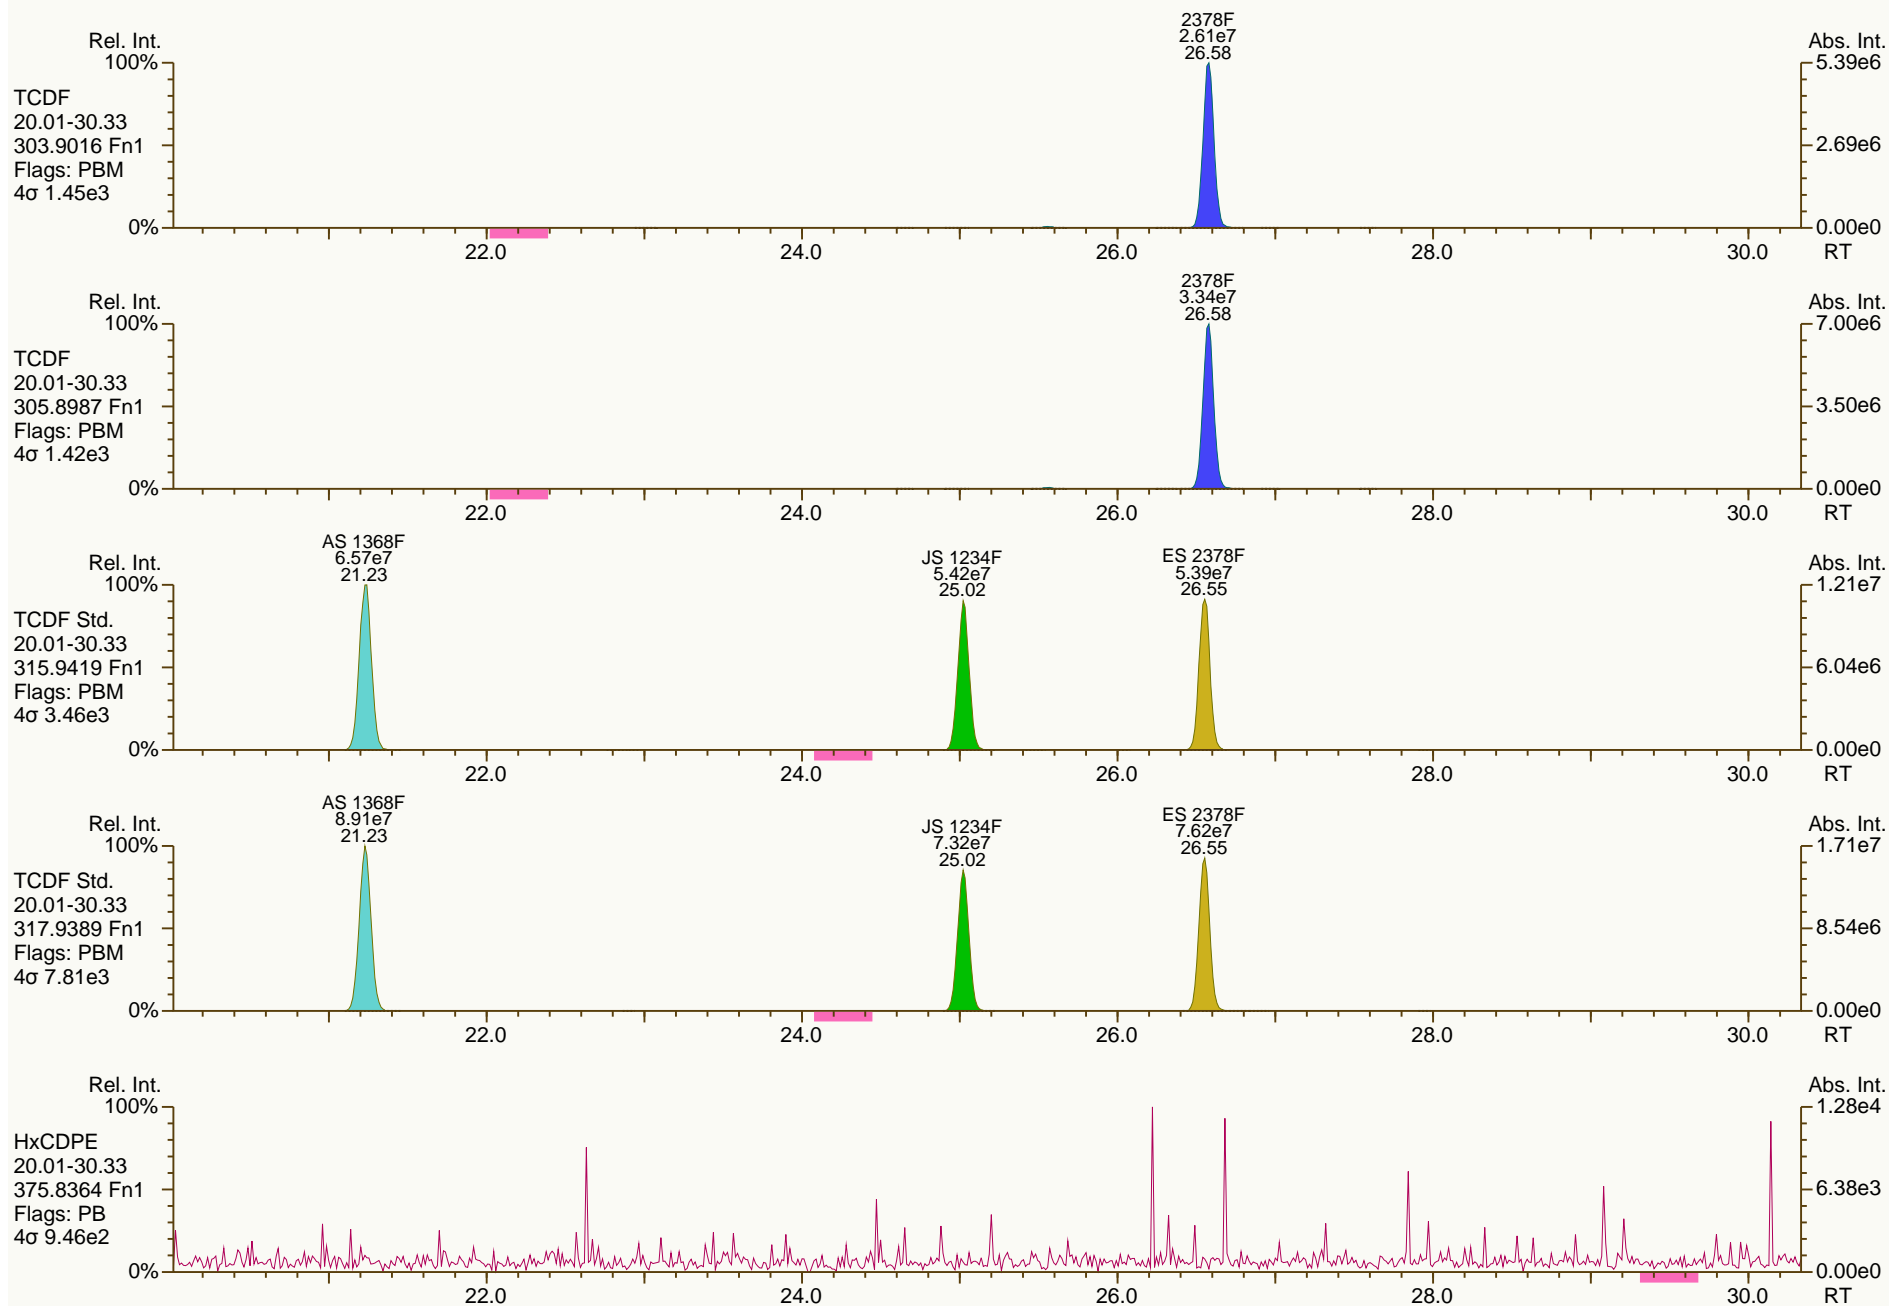 2378F
2.61e7
26.58
Rel. Int.
Abs. Int.
100%
5.39e6
TCDF
20.01-30.33
303.9016 Fn1
Flags: PBM
4σ 1.45e3
2.69e6
0%
0.00e0
22.0 24.0 26.0 28.0 30.0 RT
2378F
3.34e7
26.58
Rel. Int.
Abs. Int.
100%
7.00e6
TCDF
20.01-30.33
305.8987 Fn1
Flags: PBM
4σ 1.42e3
3.50e6
0%
0.00e0
22.0 24.0 26.0 28.0 30.0 RT
AS 1368F
6.57e7
21.23
JS 1234F
5.42e7
25.02
ES 2378F
5.39e7
26.55
Rel. Int.
Abs. Int.
100%
1.21e7
TCDF Std.
20.01-30.33
315.9419 Fn1
Flags: PBM
4σ 3.46e3
6.04e6
0%
0.00e0
22.0 24.0 26.0 28.0 30.0 RT
AS 1368F
8.91e7
21.23
JS 1234F
7.32e7
25.02
ES 2378F
7.62e7
26.55
Rel. Int.
Abs. Int.
100%
1.71e7
TCDF Std.
20.01-30.33
317.9389 Fn1
Flags: PBM
4σ 7.81e3
8.54e6
0%
0.00e0
22.0 24.0 26.0 28.0 30.0 RT
Rel. Int.
Abs. Int.
100%
1.28e4
HxCDPE
20.01-30.33
375.8364 Fn1
Flags: PB
4σ 9.46e2
6.38e3
0%
0.00e0
22.0 24.0 26.0 28.0 30.0 RT